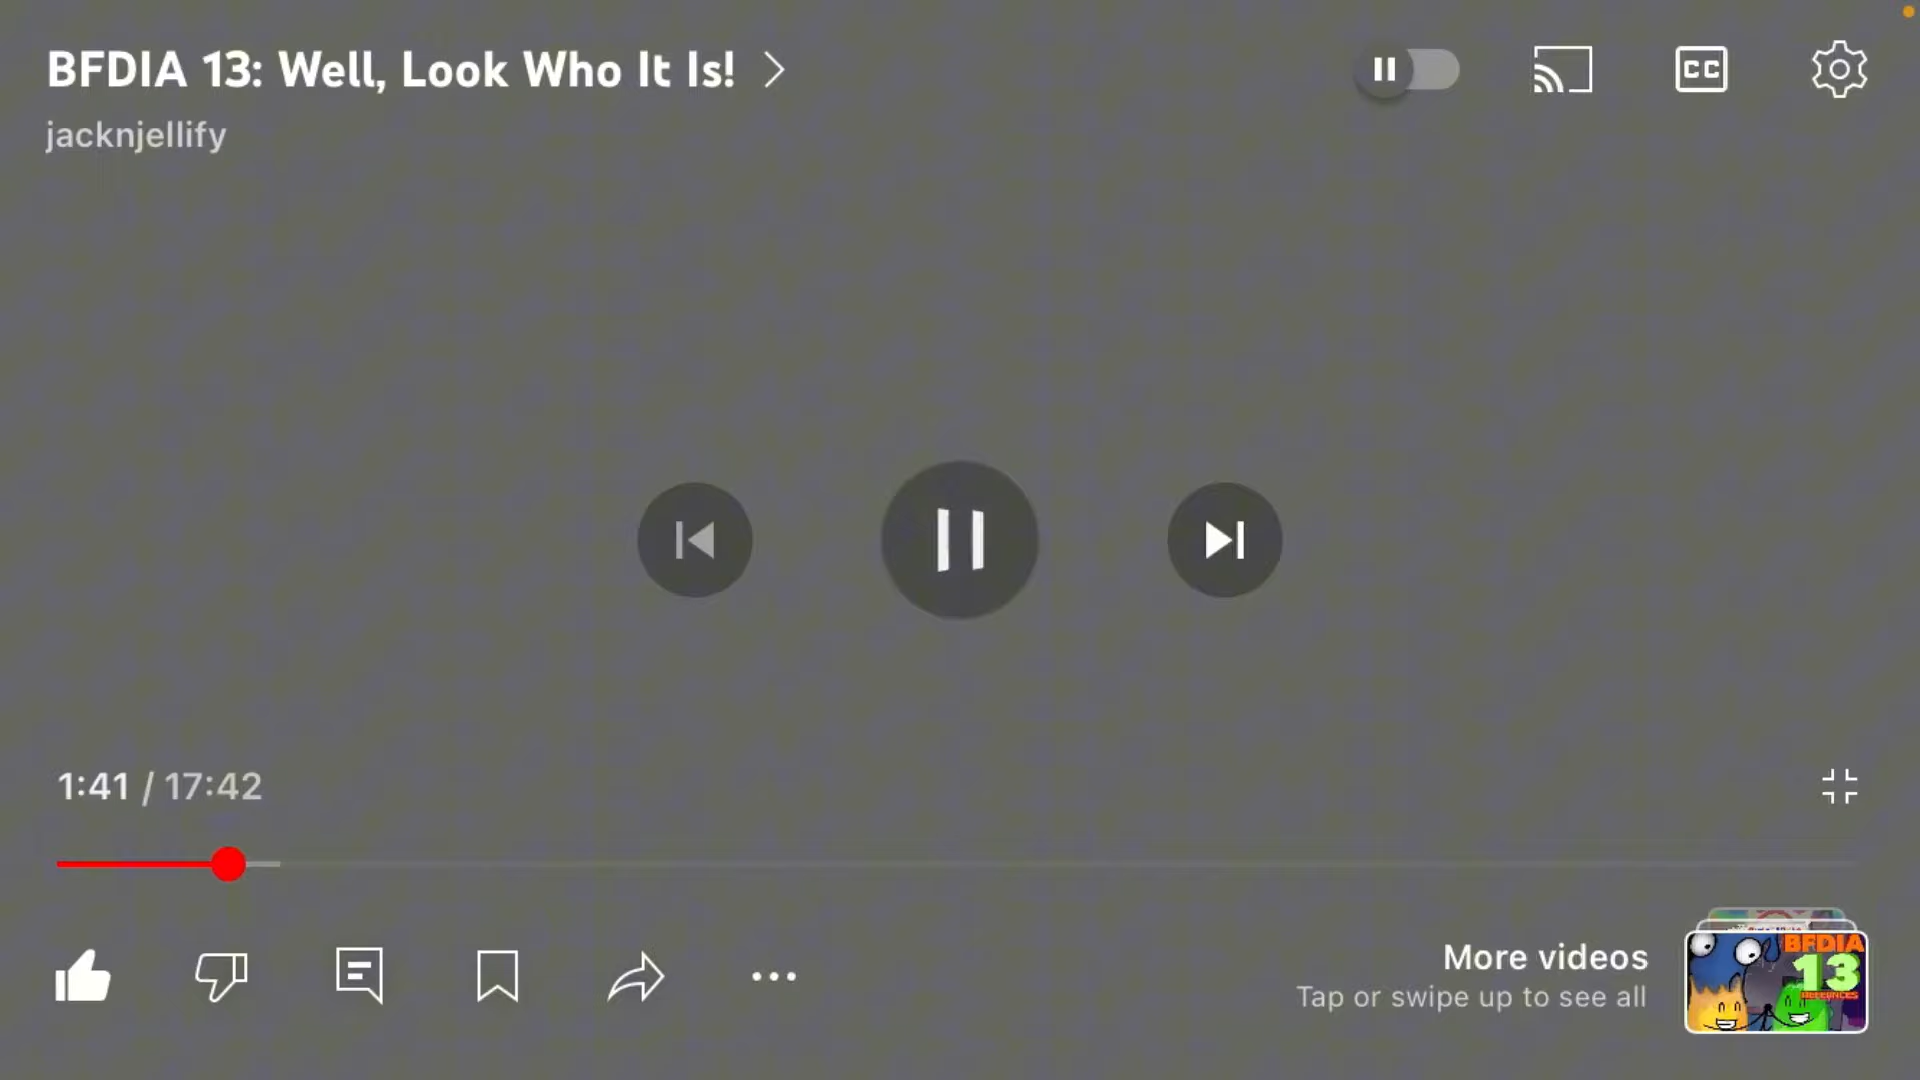 BFDIA 13: Well, Look Who It Is!
jacknjellify
CC
1:41 / 17:42
More videos
Tap or swipe up to see all
BFDIA
13